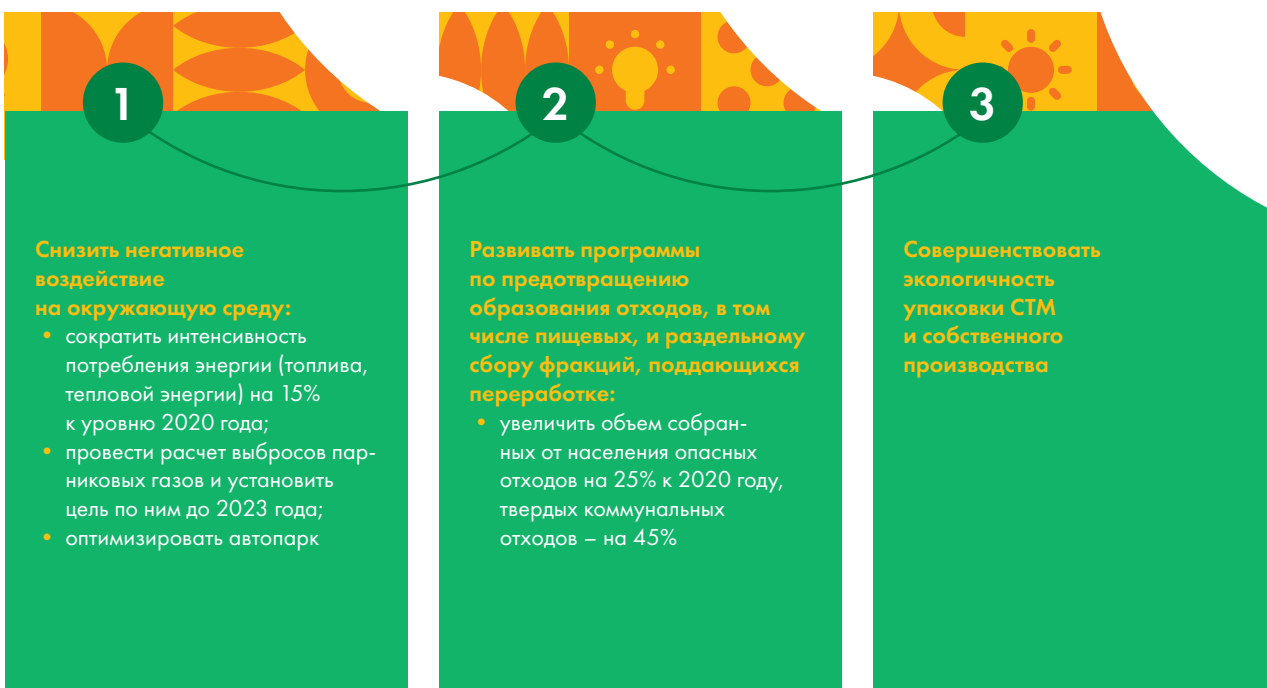 1
Снизить негативное
воздействие
на окружающую среду:
• сократить интенсивность
потребления энергии (топлива,
тепловой энергии) на 15%
к уровню 2020 года;
• провести расчет выбросов пар-
никовых газов и установить
цель по ним до 2023 года;
• оптимизировать автопарк
2
Развивать программы
по предотвращению
образования отходов, в том
числе пищевых, и раздельному
сбору фракций, поддающихся
переработке:
• увеличить объем собран-
ных от населения опасных
отходов на 25% к 2020 году,
твердых коммунальных
отходов – на 45%
3
Совершенствовать
экологичность
упаковки СТМ
и собственного
производства